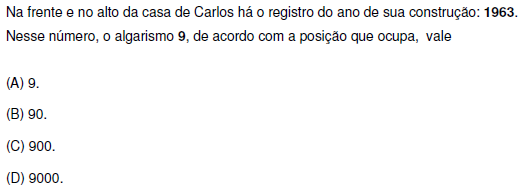 Na frente e no alto da casa de Carlos há o registro do ano de sua construção: 1963.
Nesse número, o algarismo 9, de acordo com a posição que ocupa, vale
(A) 9.
(B) 90.
(C) 900.
(D) 9000.